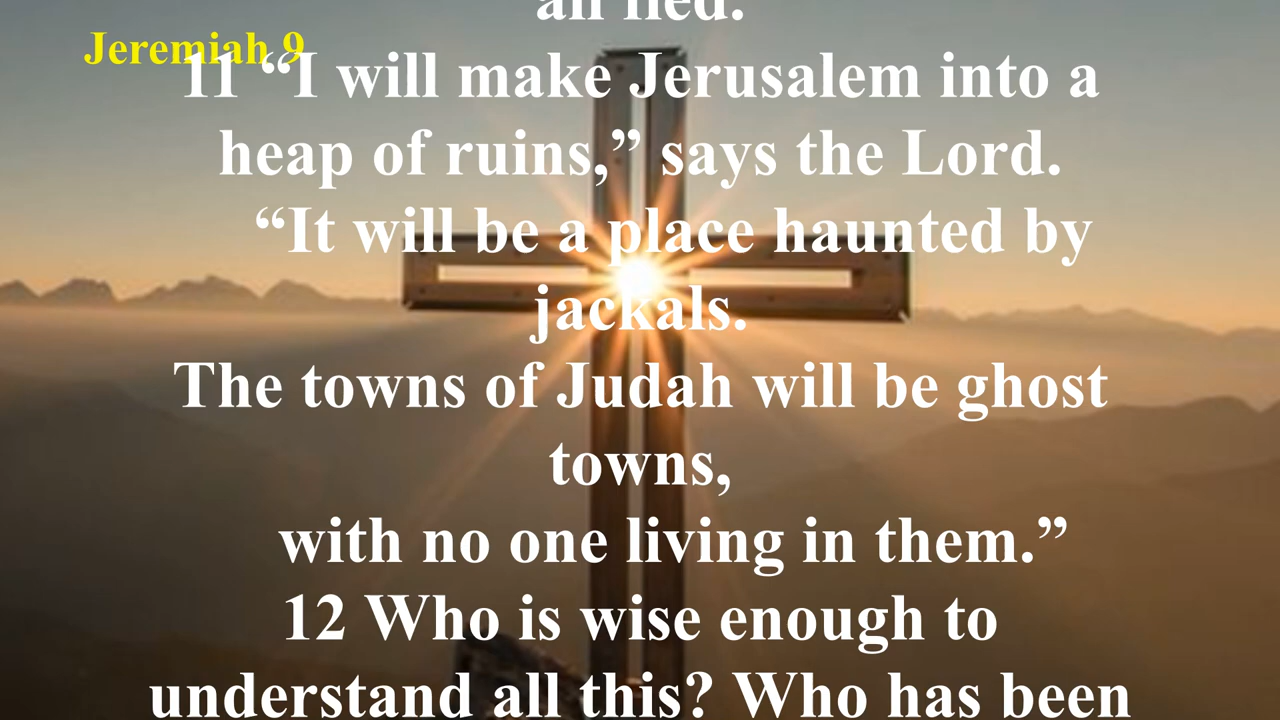 all fled.
Jeremiah 9
11 “I will make Jerusalem into a
heap of ruins,” says the Lord.
“It will be a place haunted by
jackals.
The towns of Judah will be ghost
towns,
with no one living in them.”
12 Who is wise enough to
understand all this? Who has been